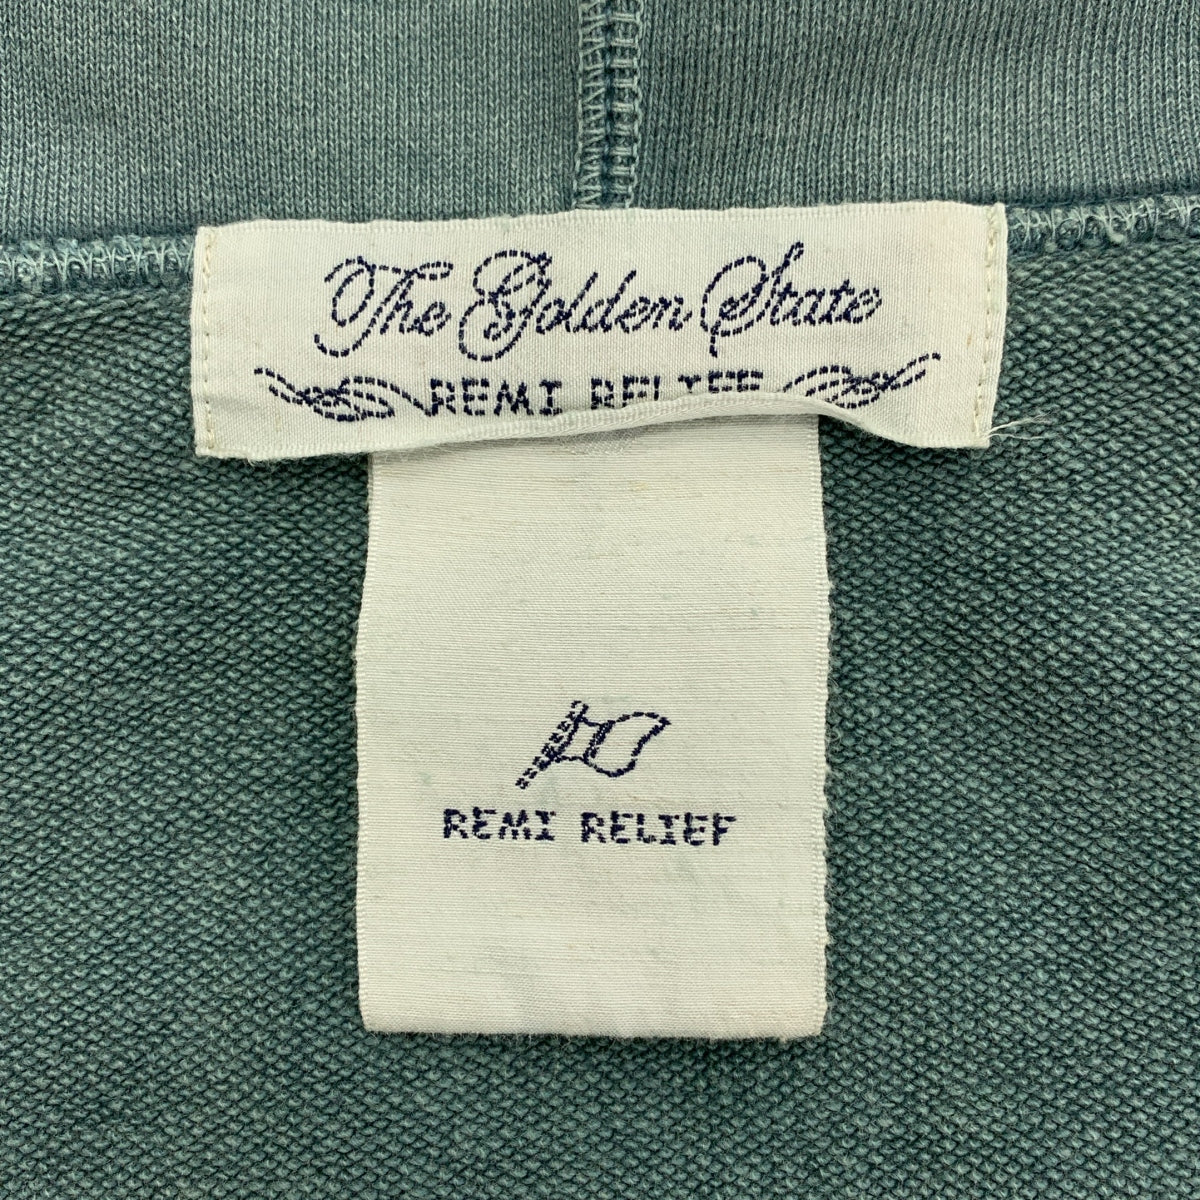 The Golden State
REMI RELIEF
REMI RELIEF